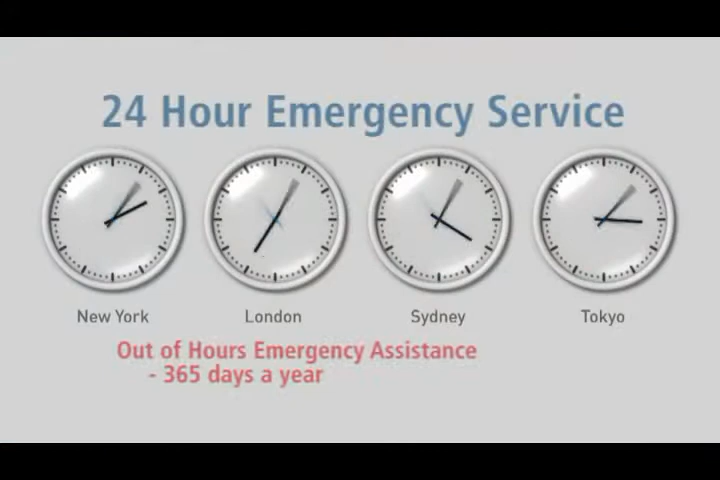 24 Hour Emergency Service
New York
London
Sydney
Tokyo
Out of Hours Emergency Assistance
- 365 days a year